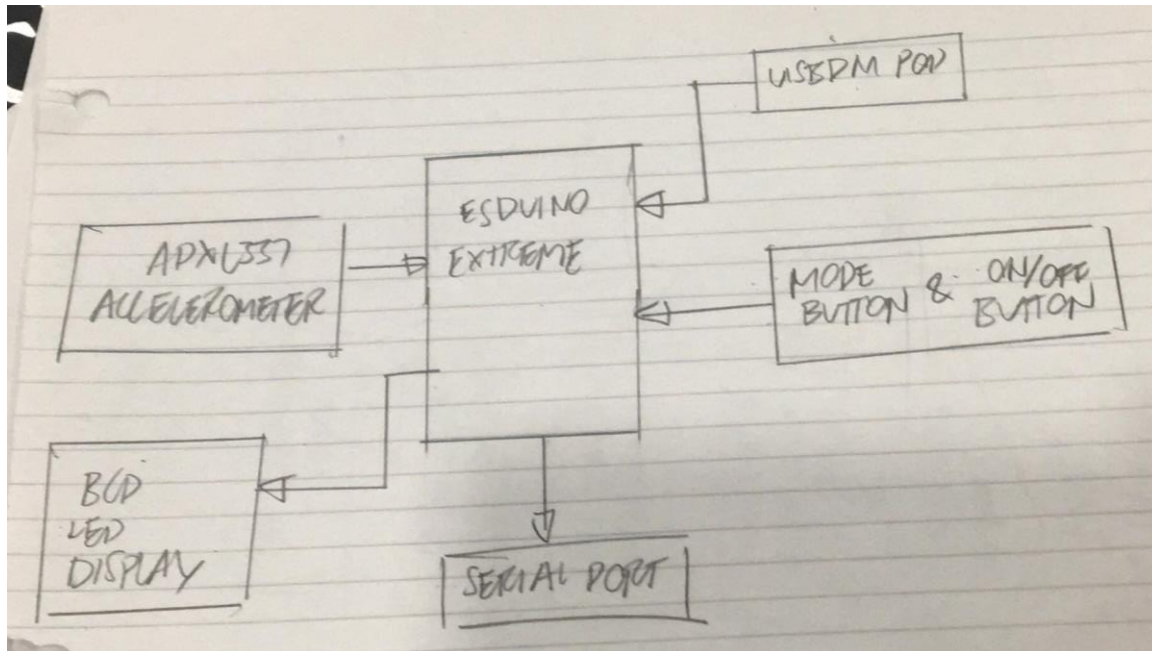 USBDM POD
ESDUINO
EXTREME
ADXL337
ACCELEROMETER
MODE
BUTTON & ON/OFF
BUTTON
BCD
LED
DISPLAY
SERIAL PORT